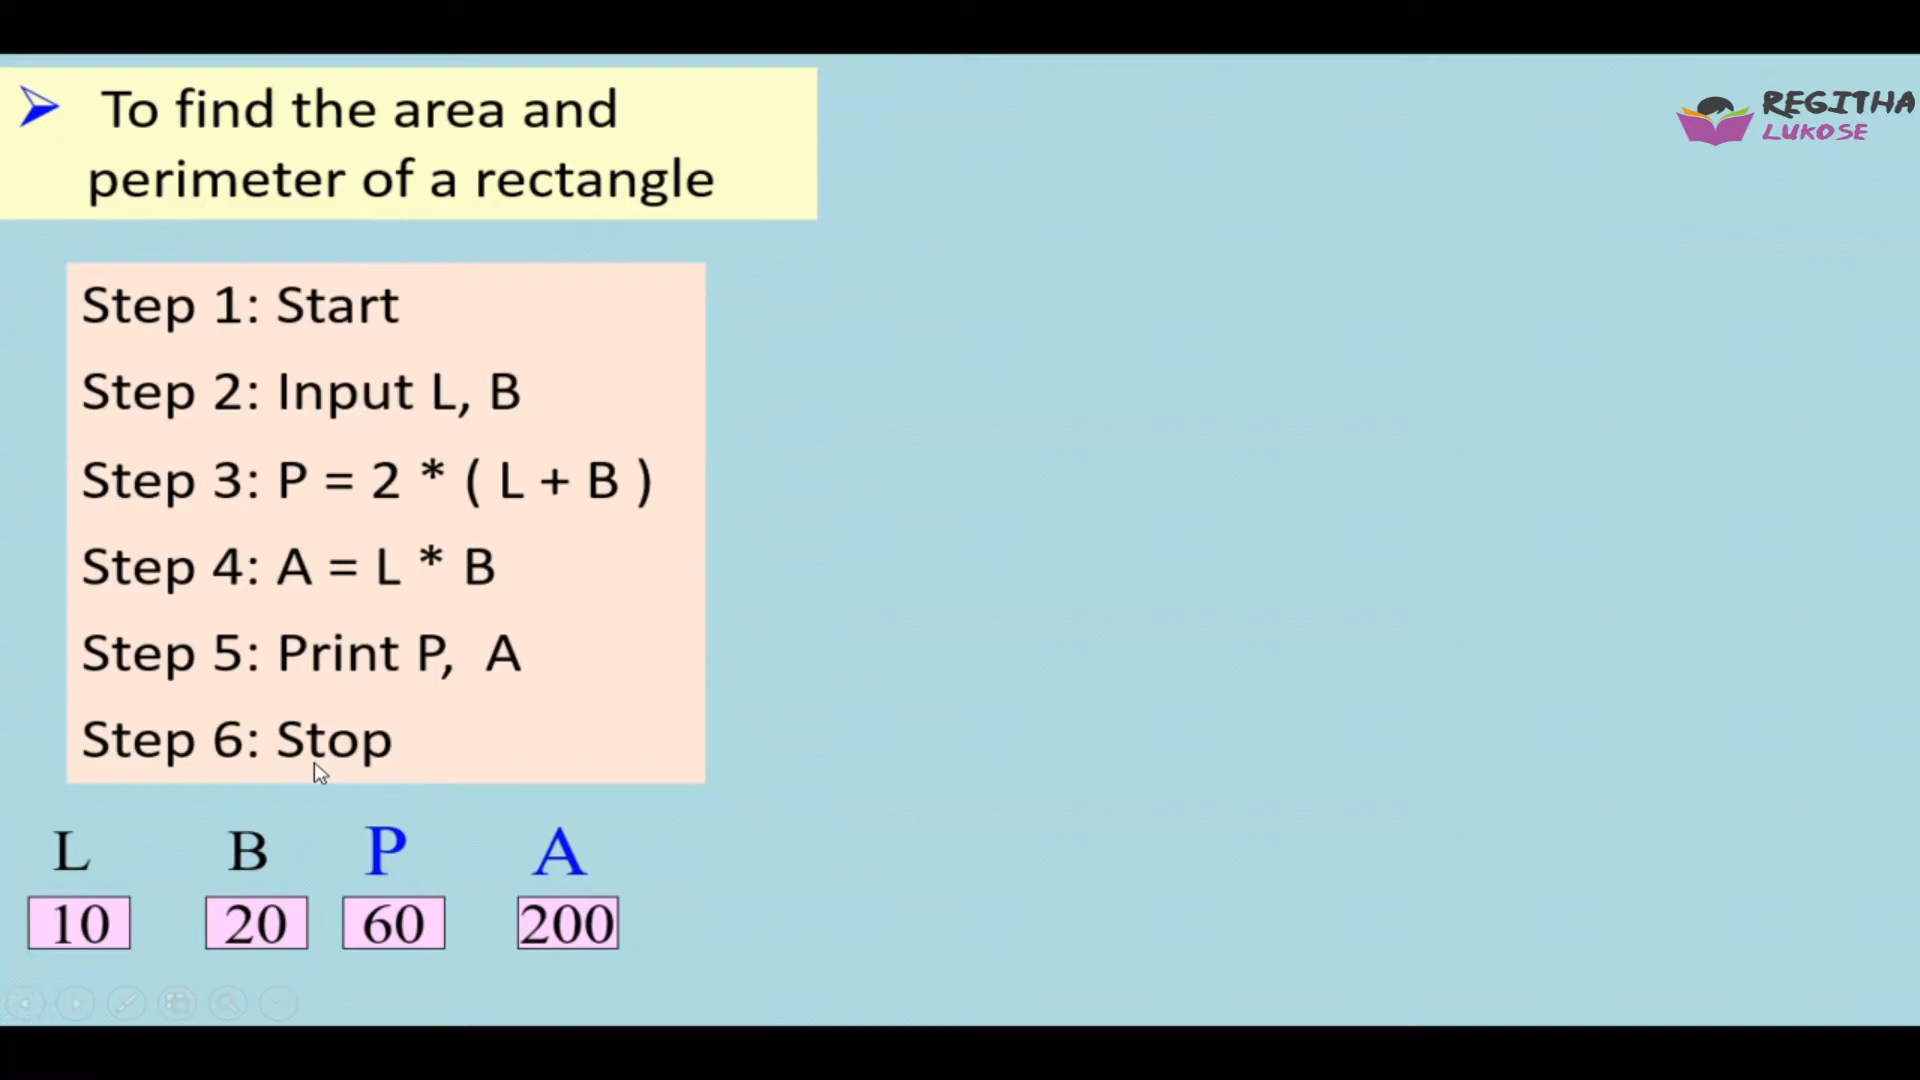 To find the area and
perimeter of a rectangle
REGITHA
LUKOSE
Step 1: Start
Step 2: Input L, B
Step 3: P = 2 * ( L + B )
Step 4: A = L * B
Step 5: Print P, A
Step 6: Stop
L B P A
10 20 60 200